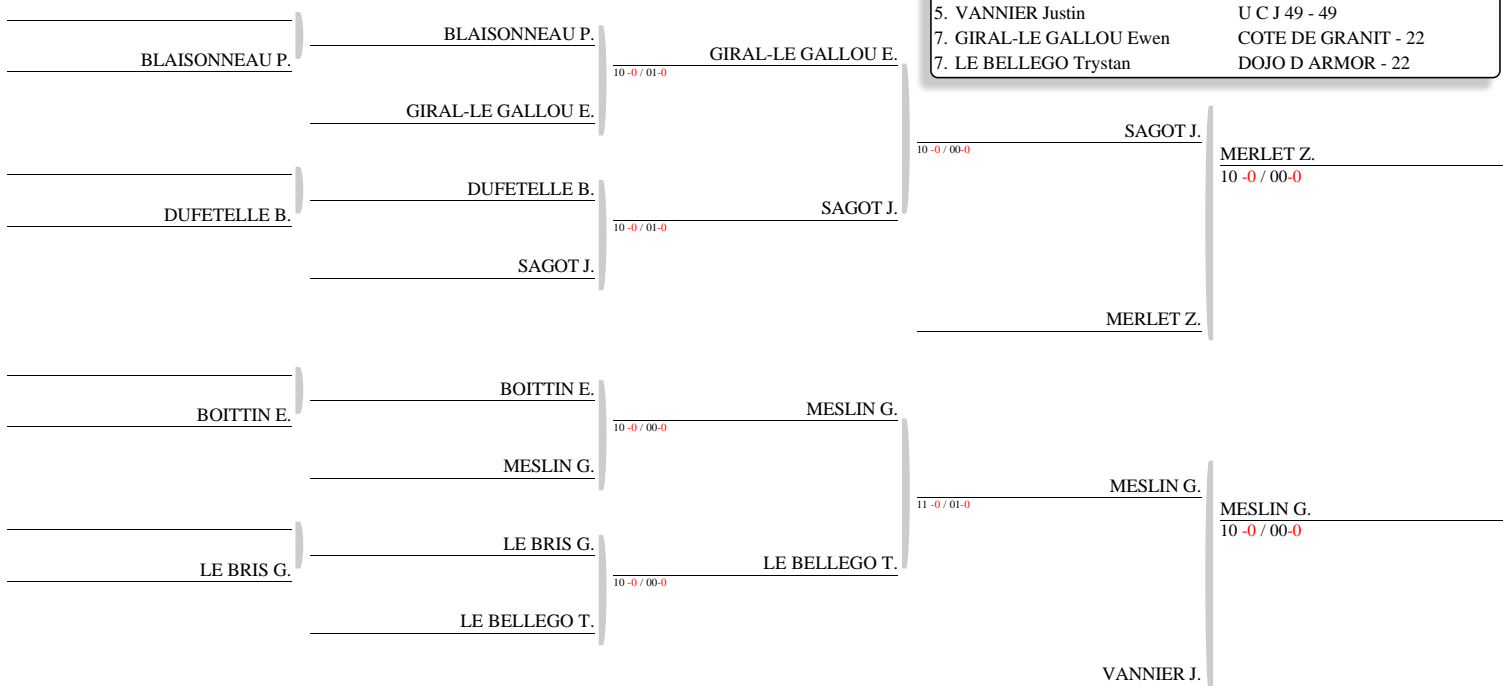 5. VANNIER Justin U C J 49 - 49
7. GIRAL-LE GALLOU Ewen COTE DE GRANIT - 22
7. LE BELLEGO Trystan DOJO D ARMOR - 22
BLAISONNEAU P.
BLAISONNEAU P.
GIRAL-LE GALLOU E.
10 -0 / 01-0
GIRAL-LE GALLOU E.
SAGOT J.
10 -0 / 00-0
MERLET Z.
10 -0 / 00-0
DUFETELLE B.
DUFETELLE B.
SAGOT J.
10 -0 / 01-0
SAGOT J.
MERLET Z.
BOITTIN E.
BOITTIN E.
MESLIN G.
10 -0 / 00-0
MESLIN G.
MESLIN G.
11 -0 / 01-0
MESLIN G.
10 -0 / 00-0
LE BRIS G.
LE BRIS G.
LE BELLEGO T.
10 -0 / 00-0
LE BELLEGO T.
VANNIER J.